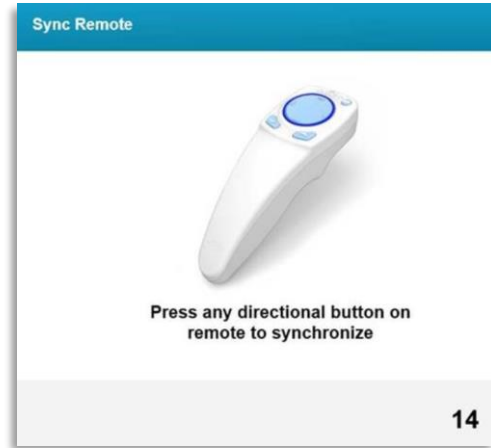 Sync Remote
Press any directional button on
remote to synchronize
14